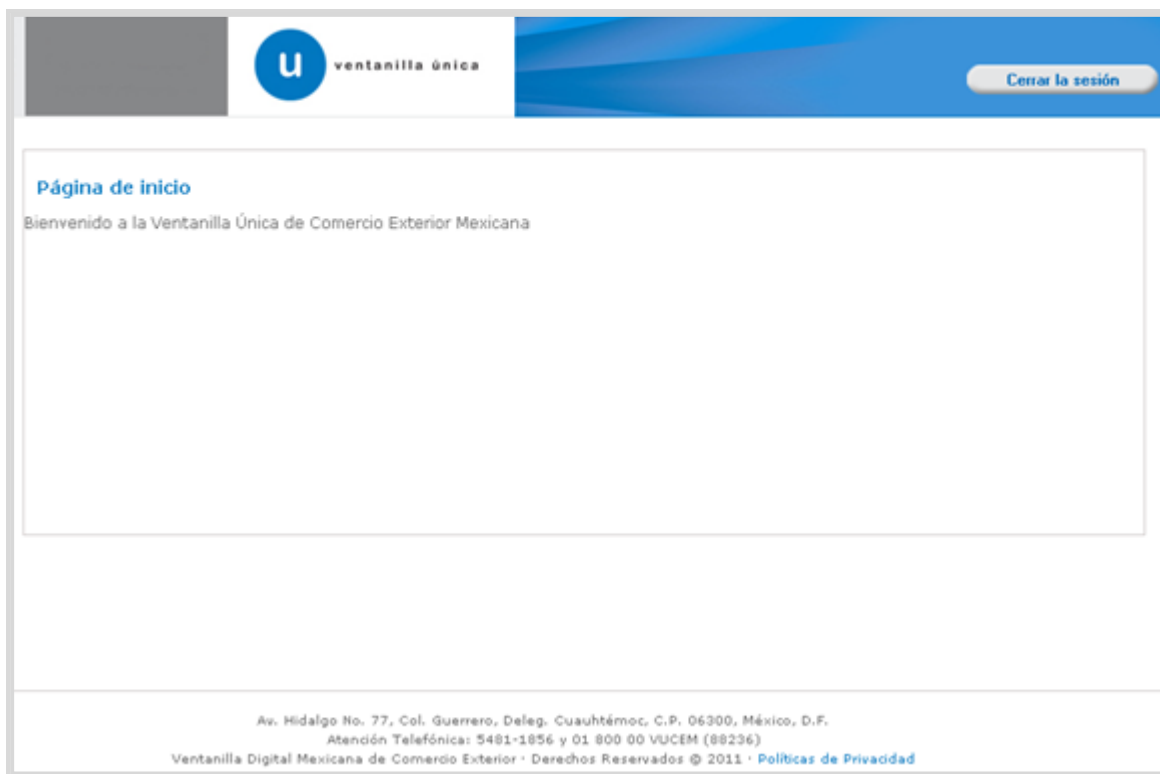 u
ventanilla única
Cerrar la sesión
Página de inicio
Bienvenido a la Ventanilla Única de Comercio Exterior Mexicana
Av. Hidalgo No. 77, Col. Guerrero, Deleg. Cuauhtémoc, C.P. 06300, México, D.F.
Atención Telefónica: 5481-1856 y 01 800 00 VUCEM (88236)
Ventanilla Digital Mexicana de Comercio Exterior · Derechos Reservados @ 2011 · Políticas de Privacidad